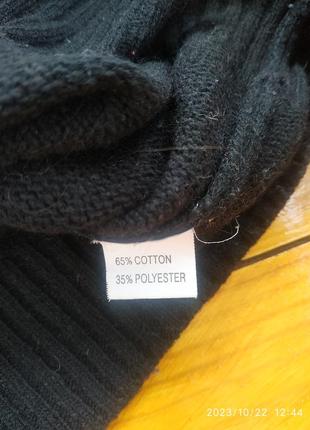 65% COTTON
35% POLYESTER
2023/10/22 12:44